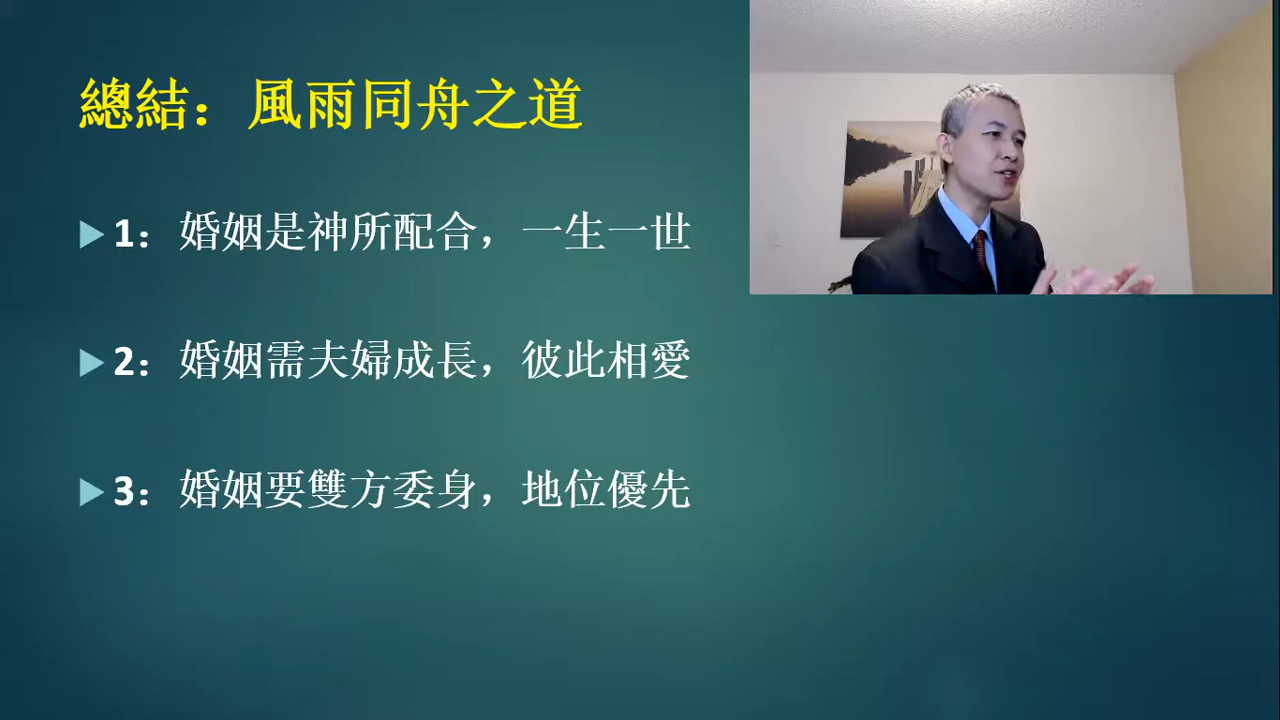 總結：風雨同舟之道
1：婚姻是神所配合，一生一世
2：婚姻需夫婦成長，彼此相愛
3：婚姻要雙方委身，地位優先